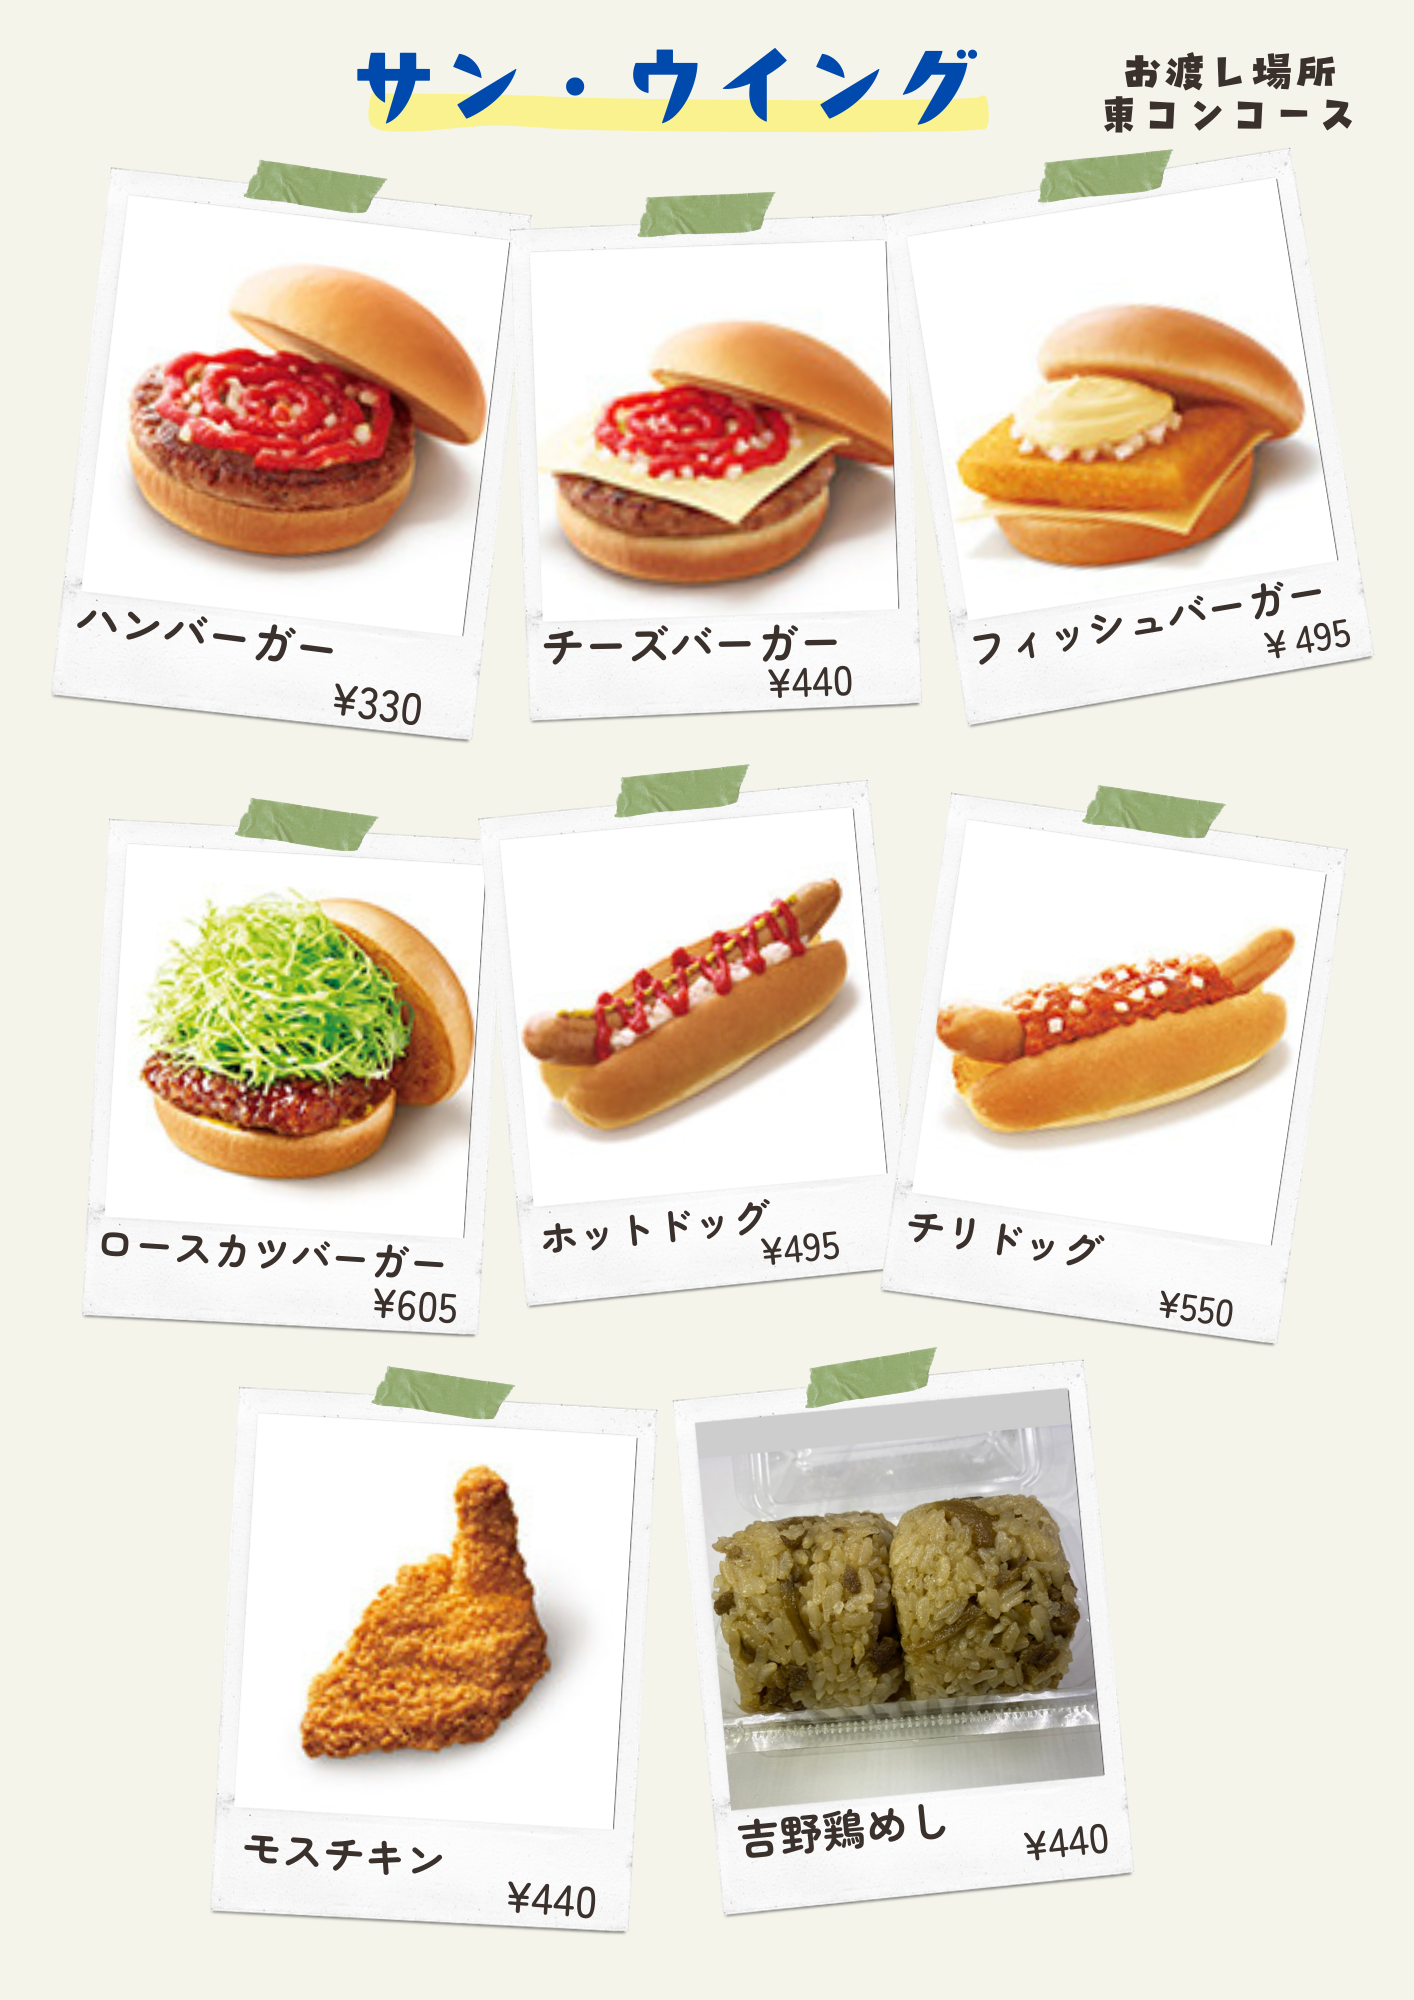 サン・ウイング
お渡し場所
東コンコース
ハンバーガー
¥330
チーズバーガー
¥440
フィッシュバーガー
¥ 495
ロースカツバーガー
¥605
ホットドッグ
¥495
チリドッグ
¥550
モスチキン
¥440
吉野鶏めし
¥440